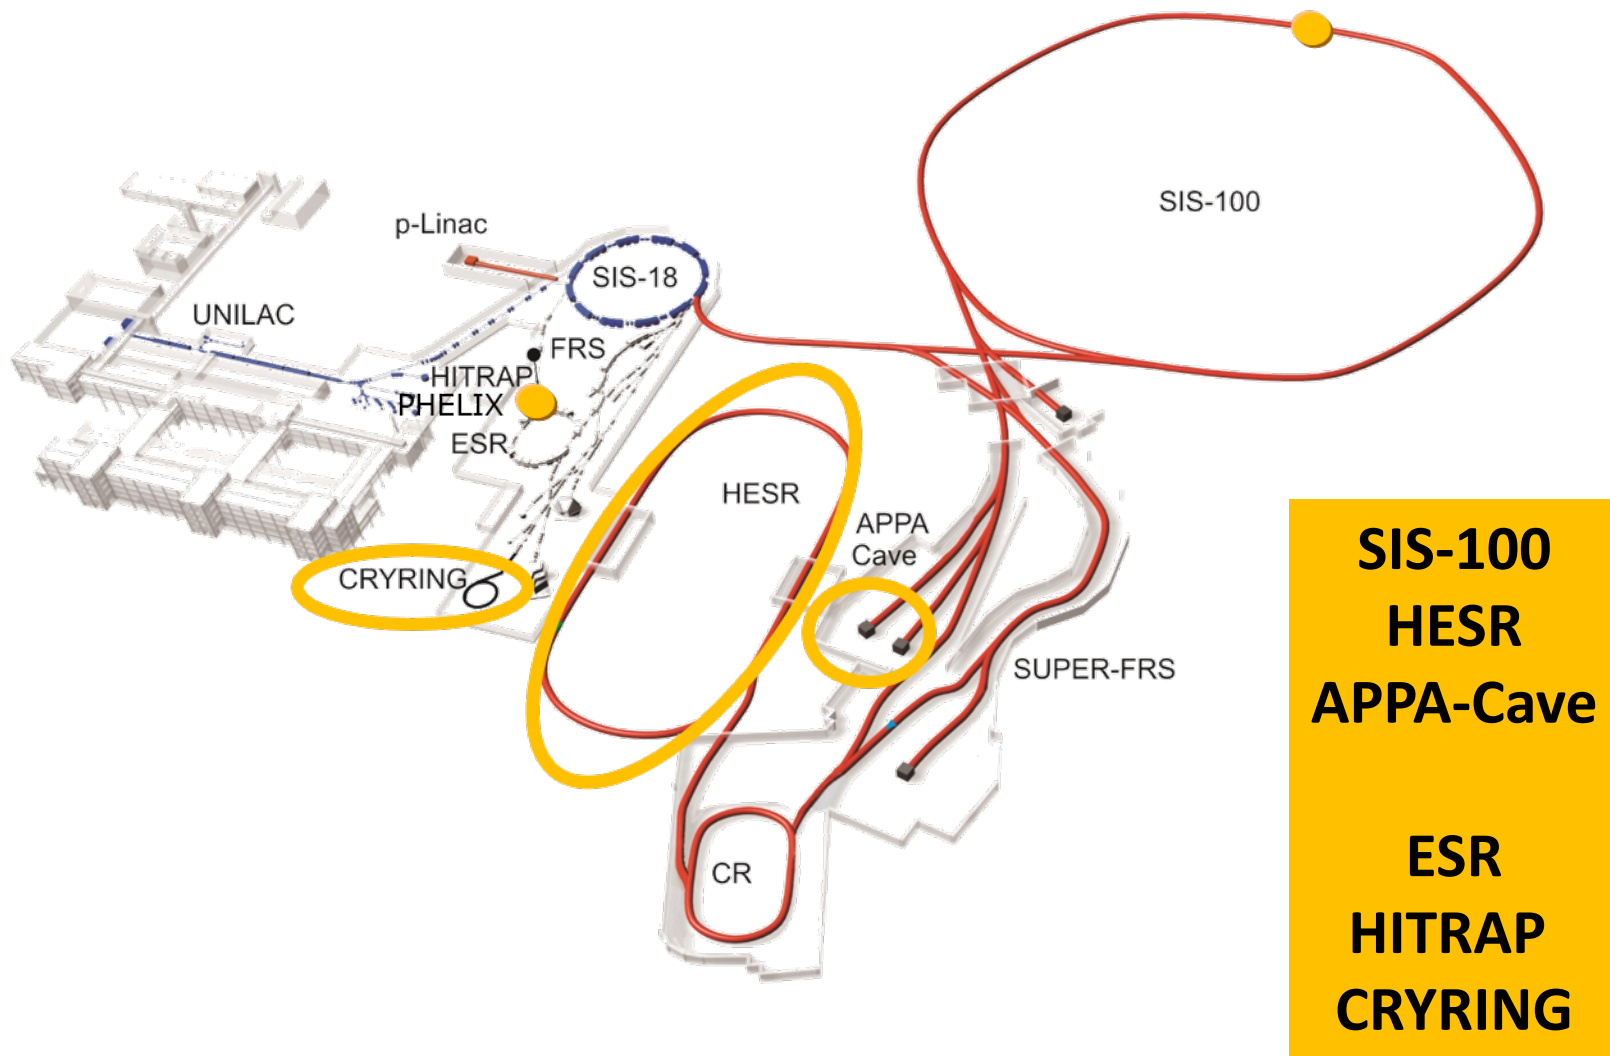 SIS-100
p-Linac
SIS-18
UNILAC
FRS
HITRAP
PHELIX
ESR
HESR
APPA
Cave
CRYRING
SUPER-FRS
CR
SIS-100
HESR
APPA-Cave
ESR
HITRAP
CRYRING